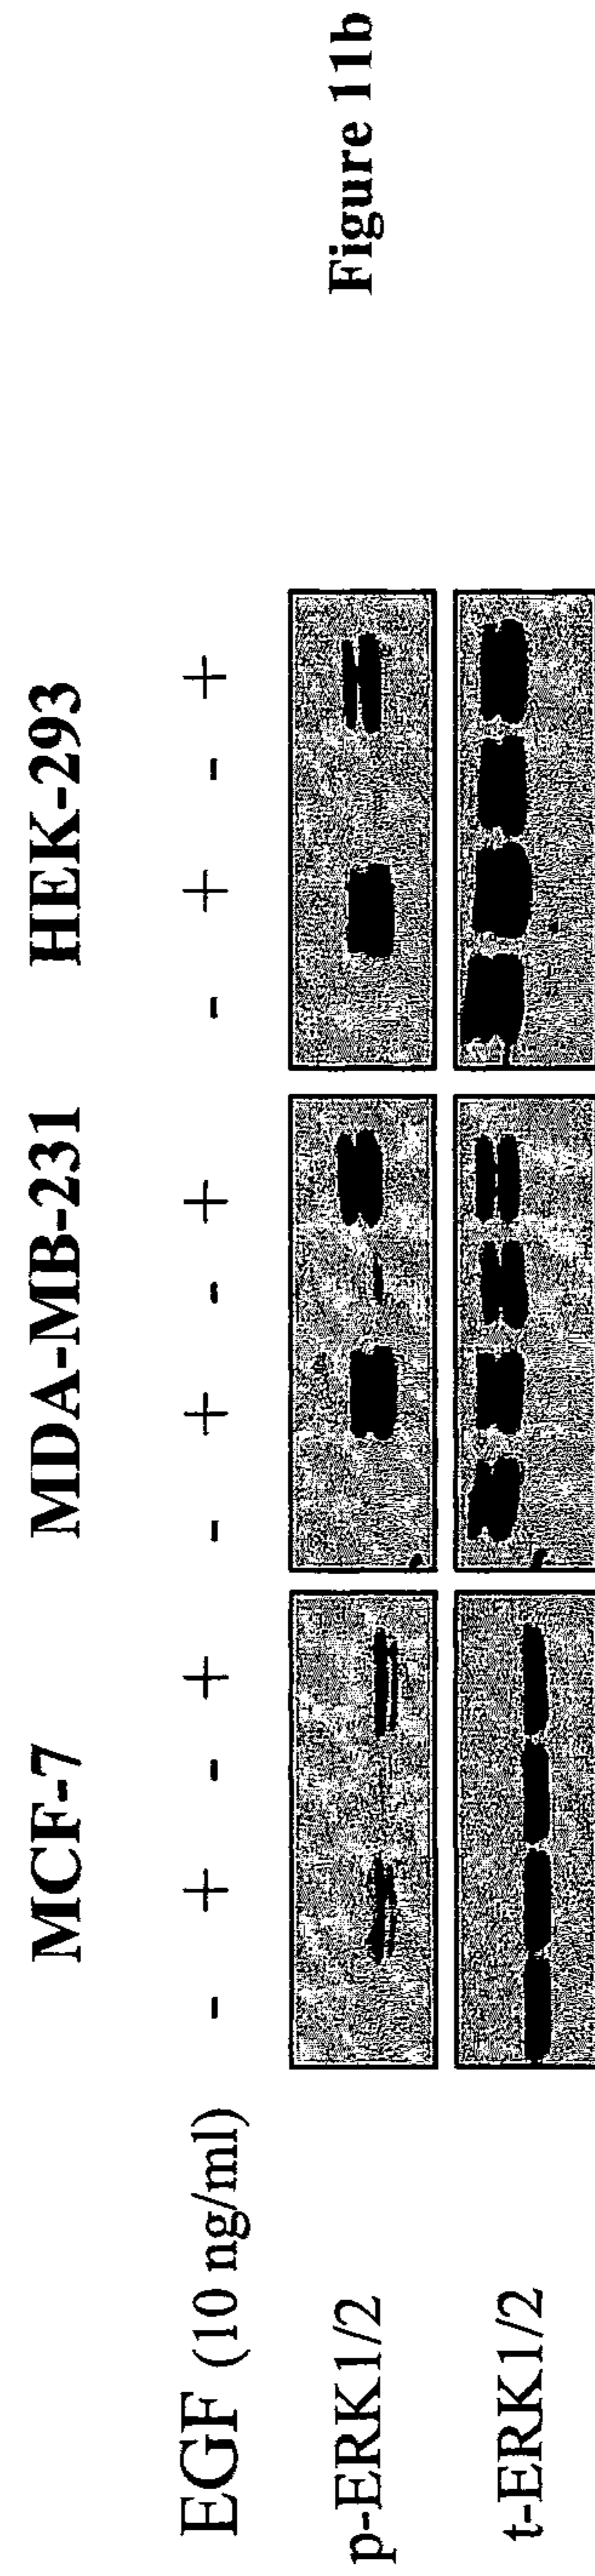 MCF-7 MDA-MB-231 HEK-293
EGF (10 ng/ml) - + - + - + - + - + - +
p-ERK1/2
t-ERK1/2
Figure 11b